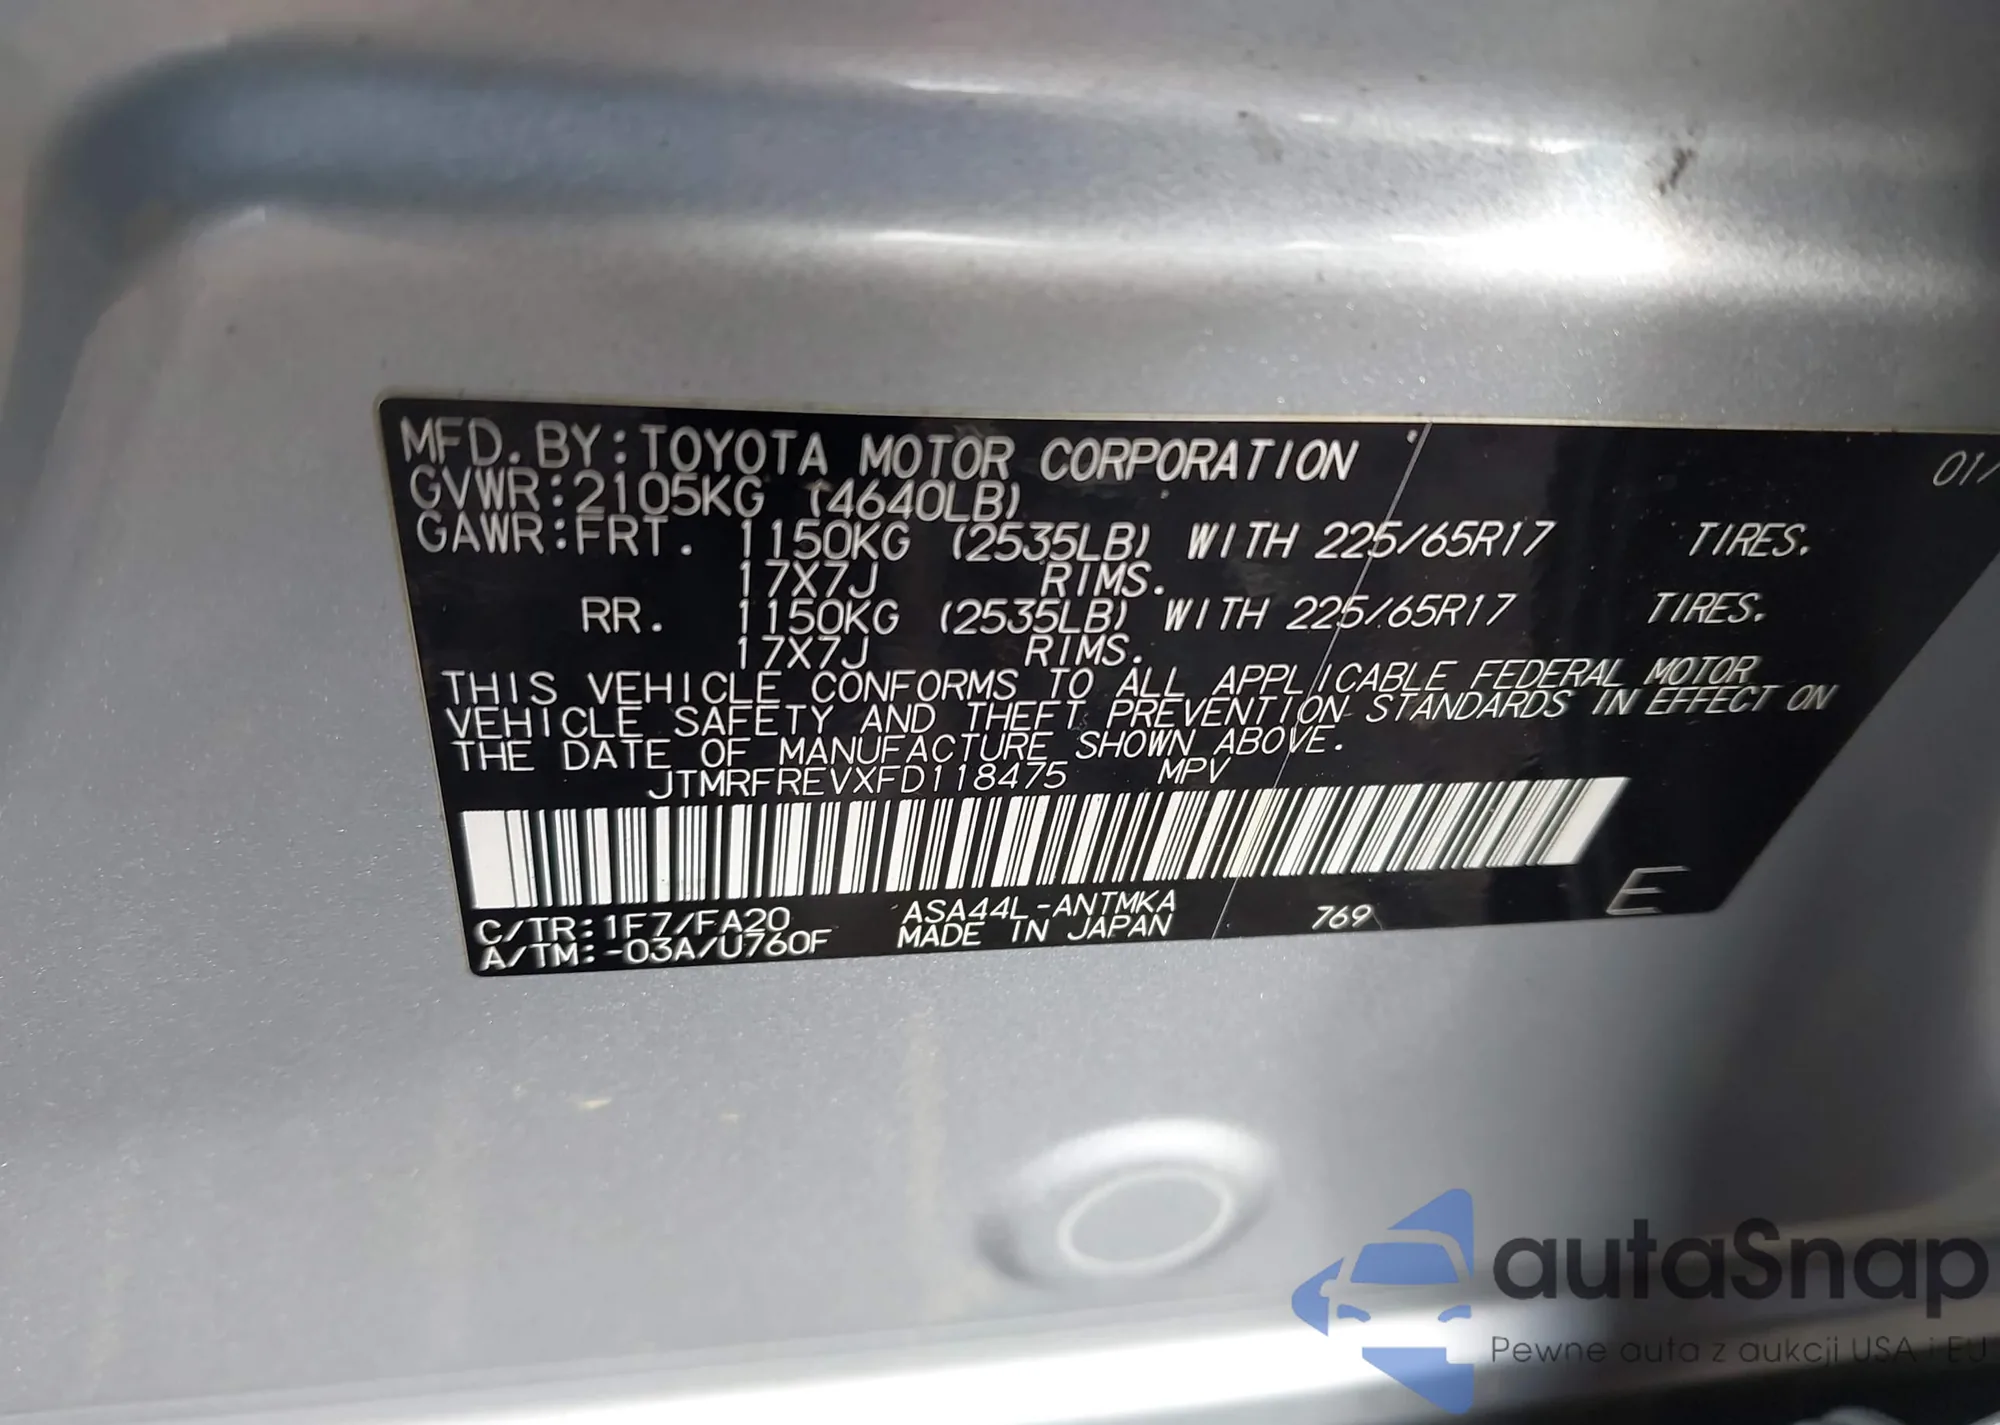 MFD. BY: TOYOTA MOTOR CORPORATION 01/
GVWR: 2105KG (4640LB)
GAWR: FRT. 1150KG (2535LB) WITH 225/65R17 TIRES.
17X7J RIMS.
RR. 1150KG (2535LB) WITH 225/65R17 TIRES.
17X7J RIMS.
THIS VEHICLE CONFORMS TO ALL APPLICABLE FEDERAL MOTOR
VEHICLE SAFETY AND THEFT PREVENTION STANDARDS IN EFFECT ON
THE DATE OF MANUFACTURE SHOWN ABOVE.
JTMRFREVXFD118475 MPV
C/TR: 1F7/FA20 ASA44L-ANTMKA 769 E
A/TM: -03A/U760F MADE IN JAPAN
autaSnap
Pewne auta z aukcji USA i EU